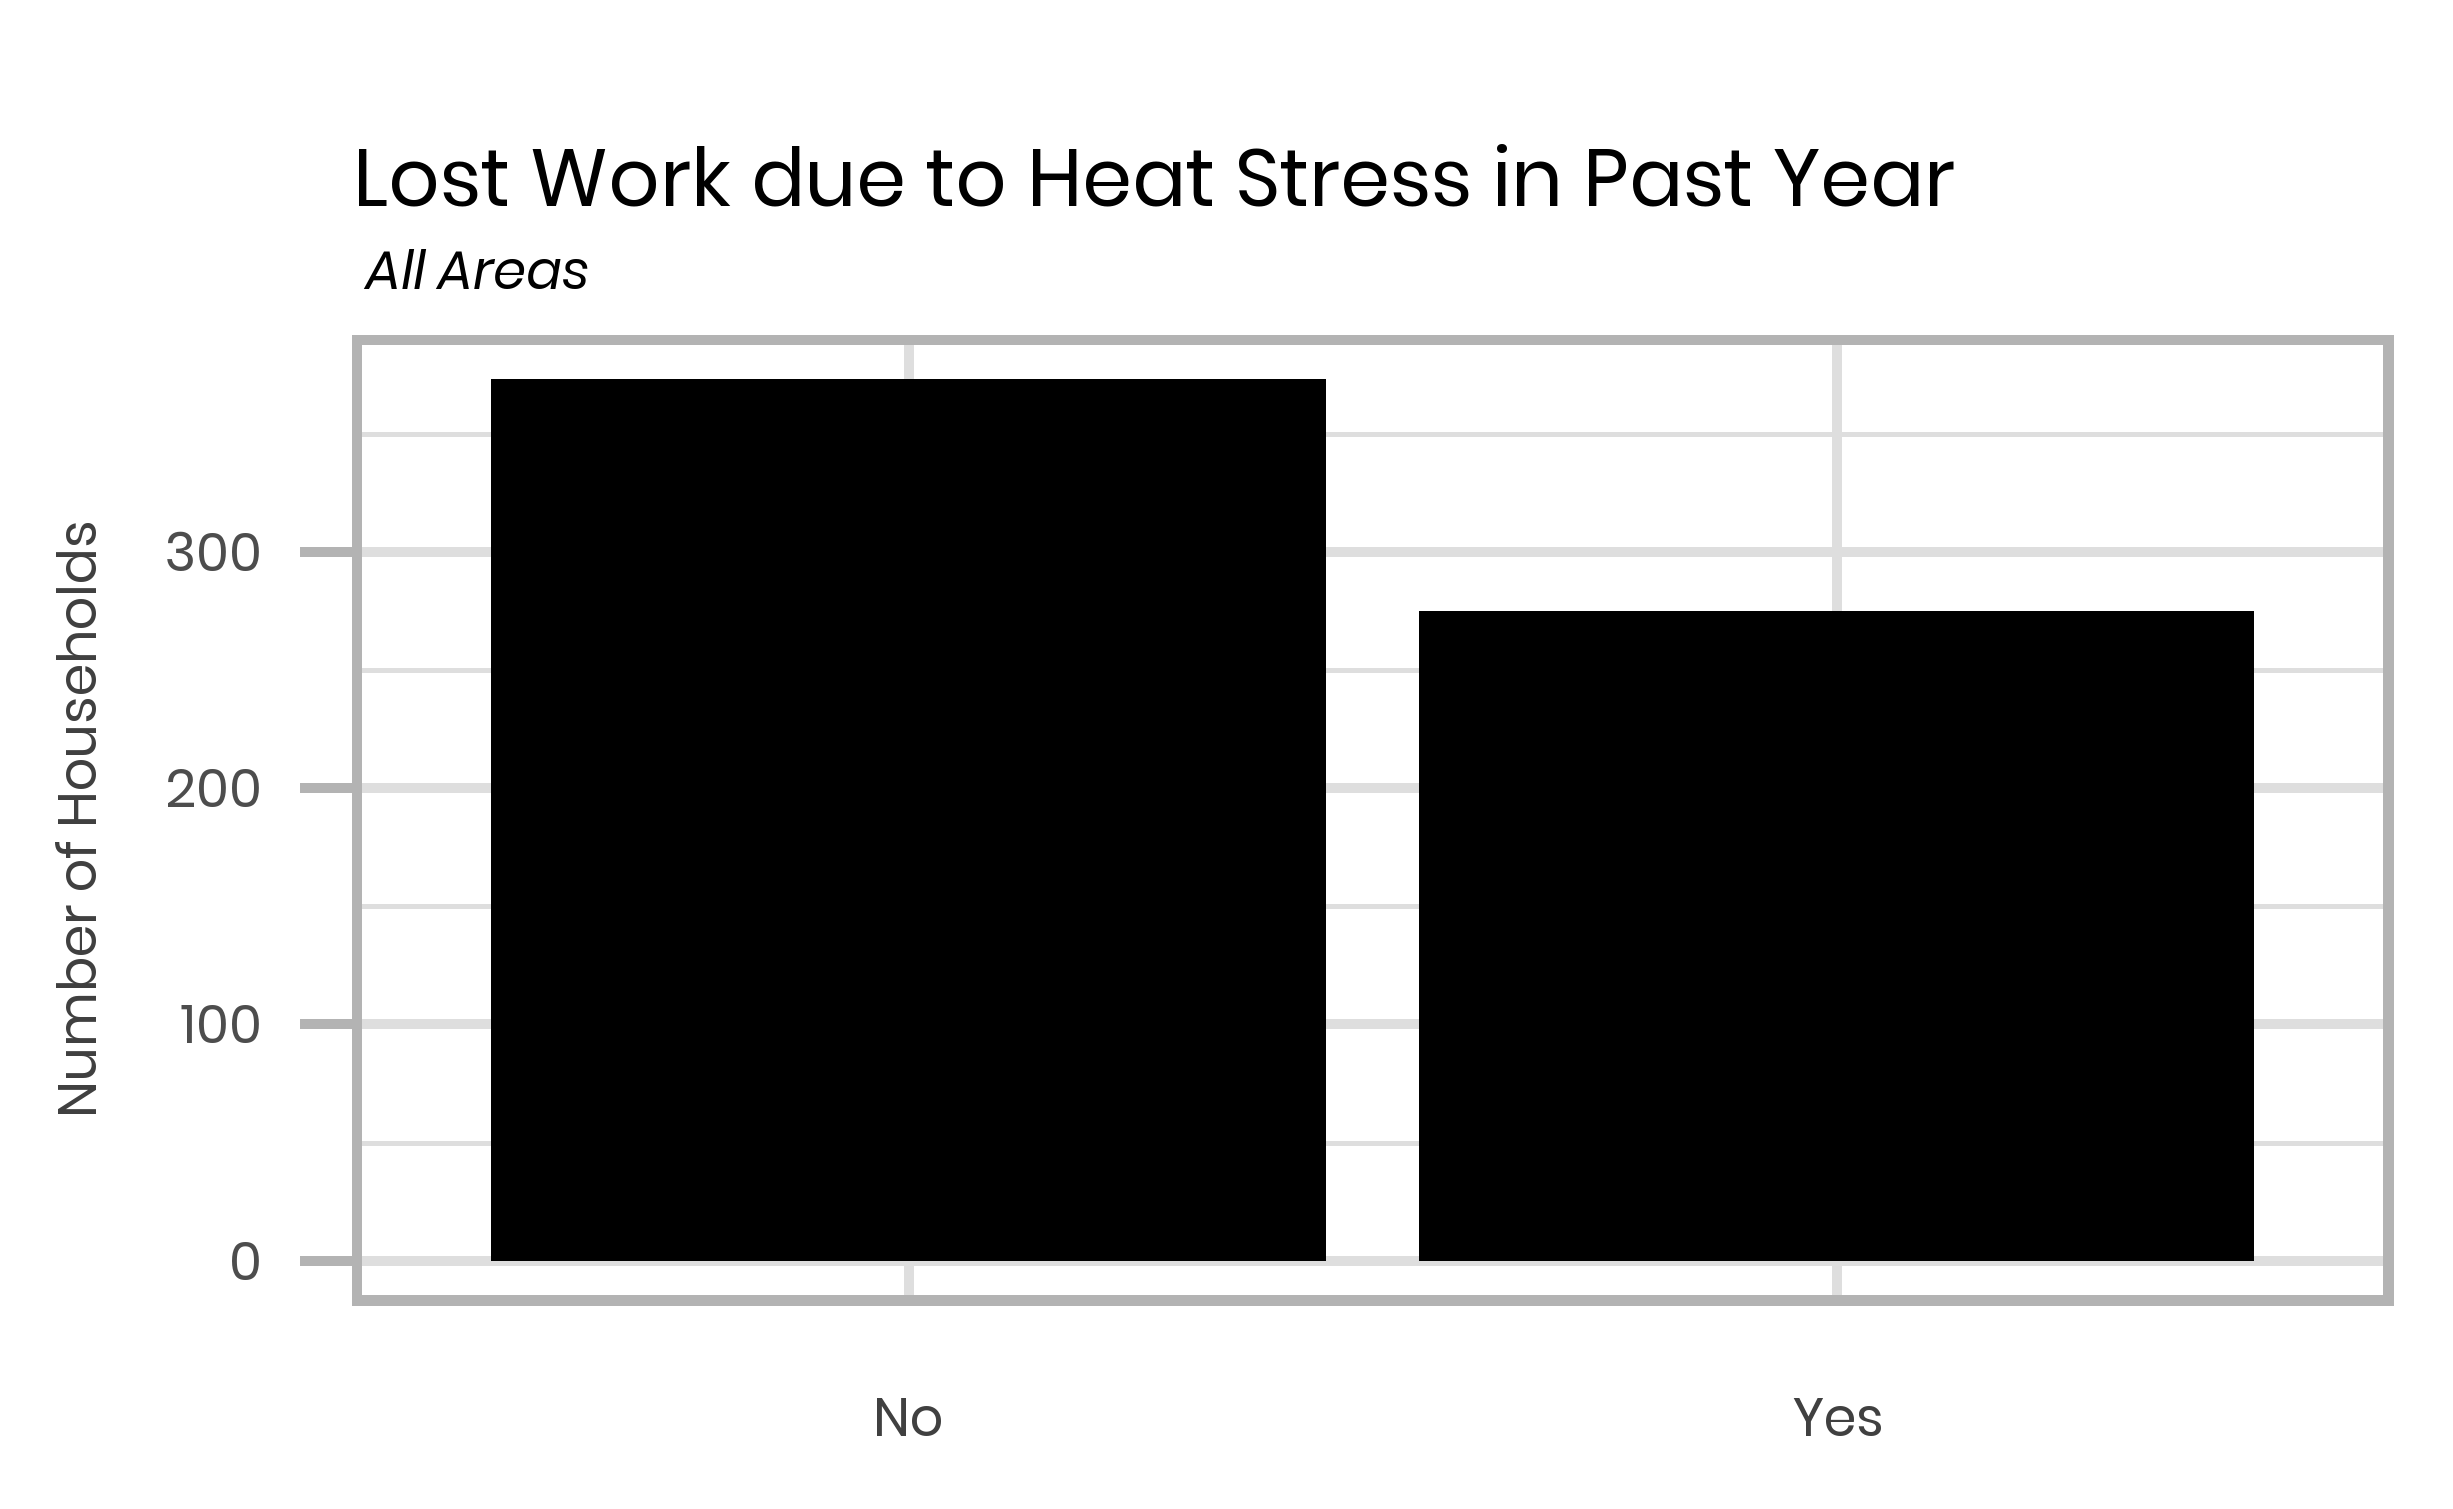 Lost Work due to Heat Stress in Past Year
All Areas
Number of Households
300
200
100
0
No
Yes